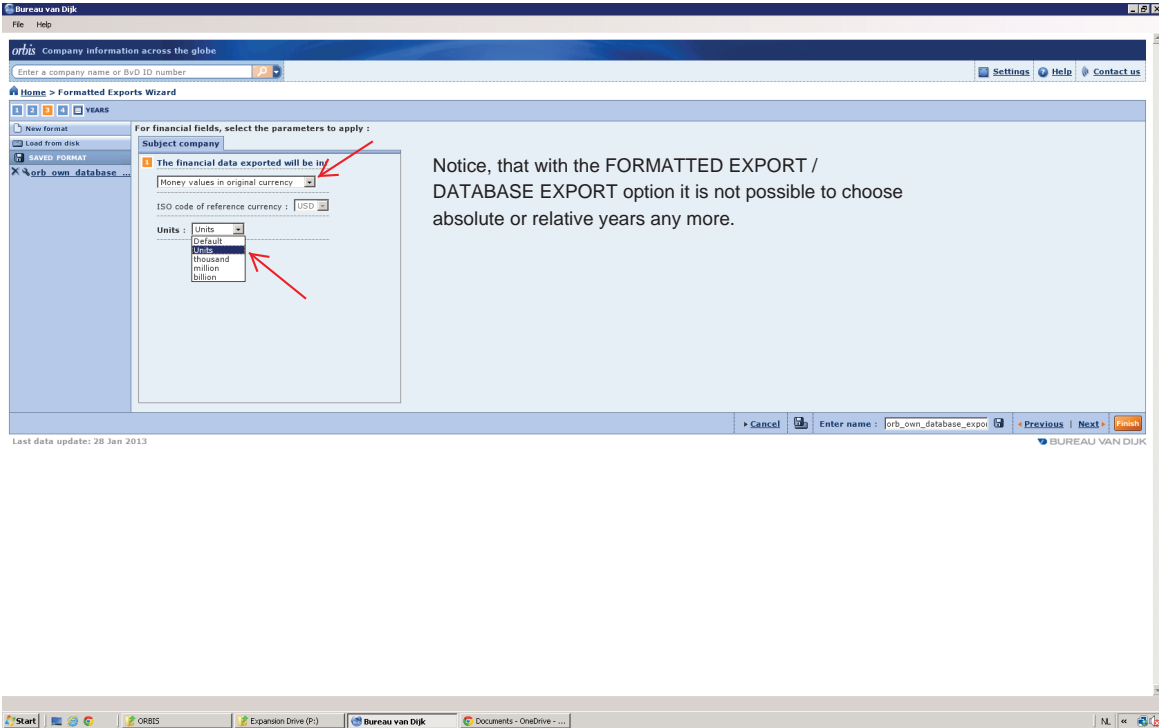 Bureau van Dijk
File Help
orbis Company information across the globe
Enter a company name or BvD ID number
Settings Help Contact us
Home > Formatted Exports Wizard
1 2 3 4 YEARS
New format
Load from disk
SAVED FORMAT
orb own database ...
For financial fields, select the parameters to apply :
Subject company
1 The financial data exported will be in:
Money values in original currency
ISO code of reference currency : USD
Units : Units
Default
Units
thousand
million
billion
Notice, that with the FORMATTED EXPORT /
DATABASE EXPORT option it is not possible to choose
absolute or relative years any more.
Cancel Enter name : orb_own_database_expor Previous | Next Finish
Last data update: 28 Jan 2013
BUREAU VAN DIJK
Start ORBIS Expansion Drive (P:) Bureau van Dijk Documents - OneDrive - ... NL «